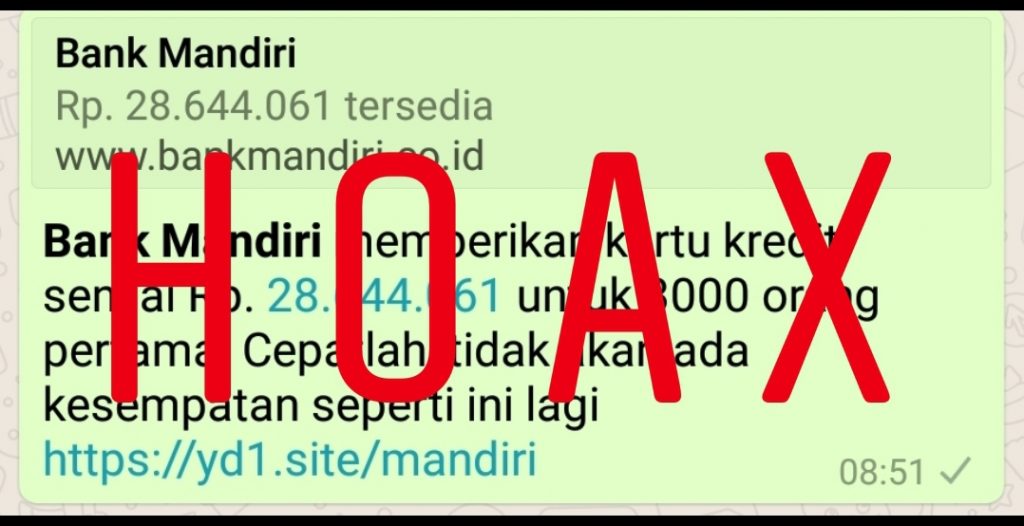 Bank Mandiri
Rp. 28.644.061 tersedia
www.bankmandiri.co.id
Bank Mandiri memberikan kartu kredit
senilai Rp. 28.644.061 untuk 3000 orang
pertama. Cepatlah, tidak akan ada
kesempatan seperti ini lagi
https://yd1.site/mandiri
08:51
HOAX